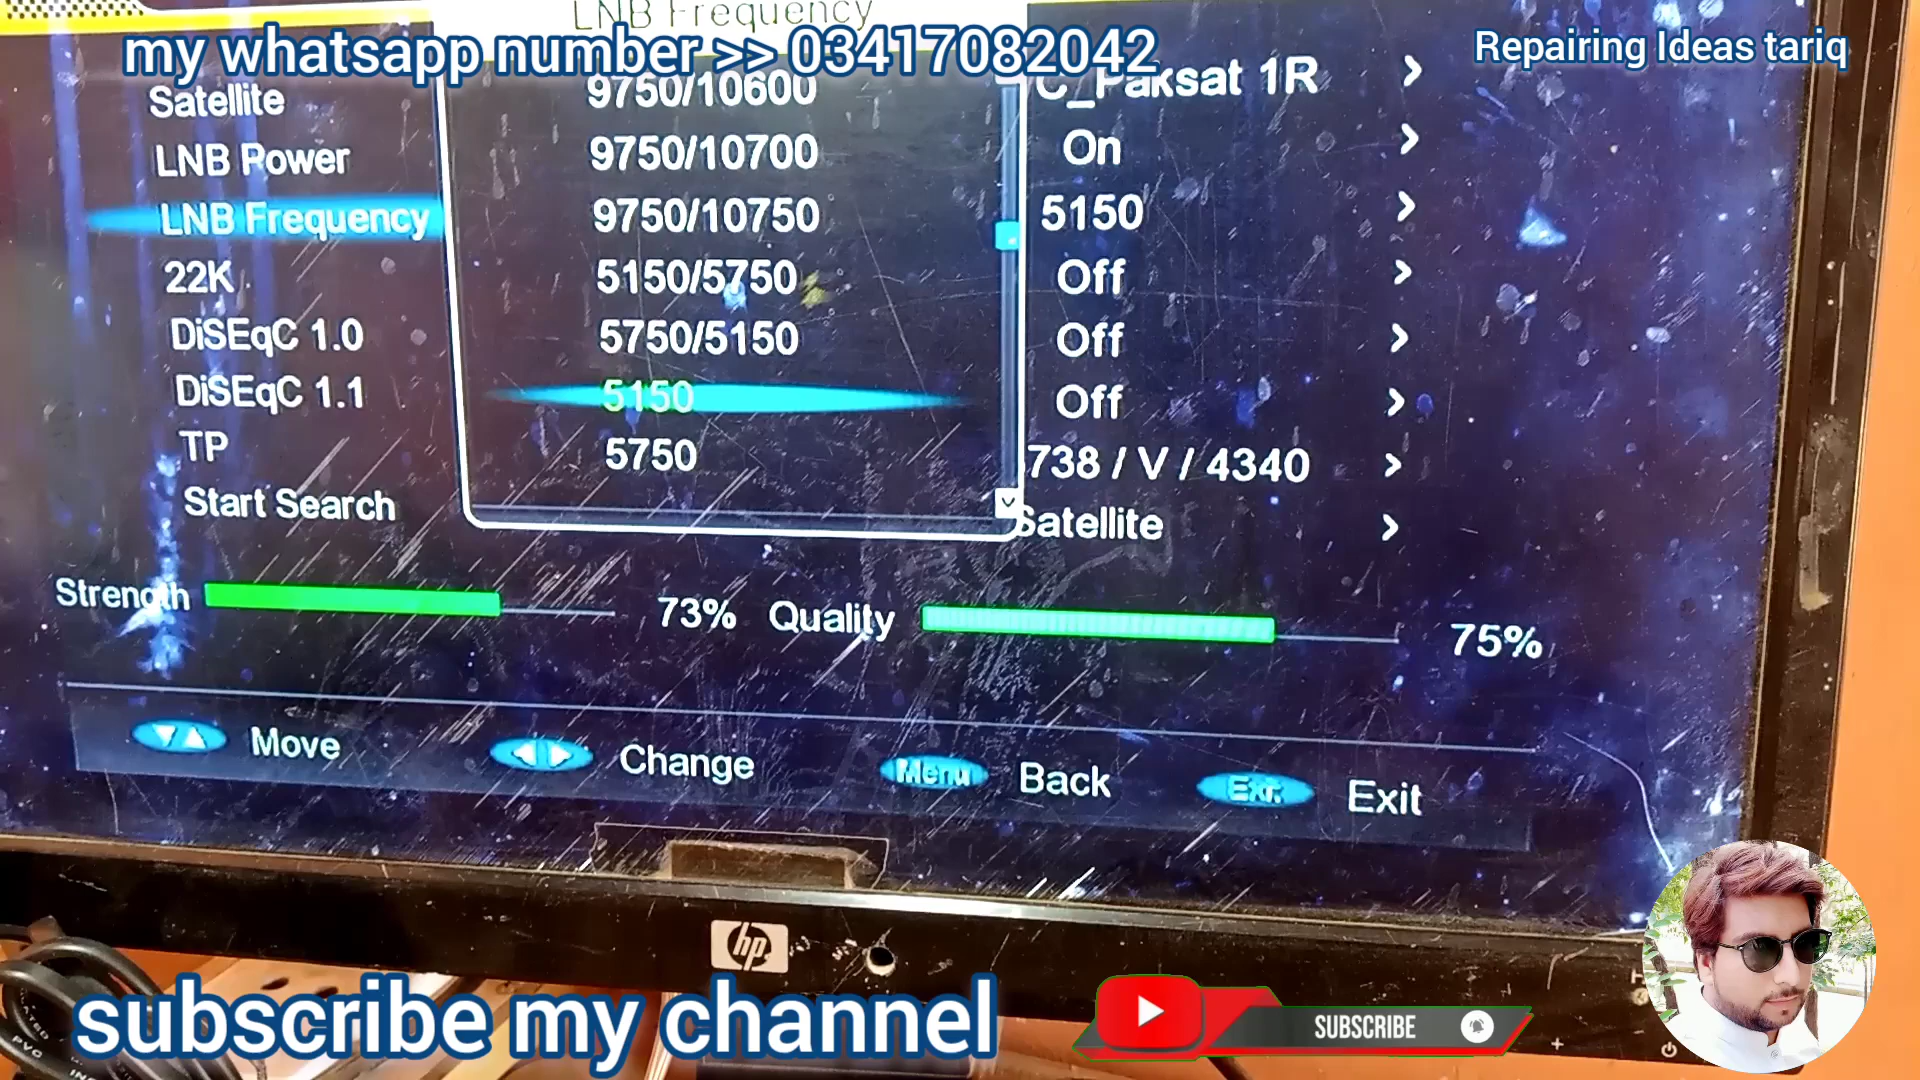 LNB Frequency
my whatsapp number >> 03417082042
Repairing Ideas tariq
Satellite
9750/10600
C_Paksat 1R
LNB Power
9750/10700
On
LNB Frequency
9750/10750
5150
22K
5150/5750
Off
DiSEqC 1.0
5750/5150
Off
DiSEqC 1.1
5150
Off
TP
5750
738 / V / 4340
Start Search
Satellite
Strength 73% Quality 75%
Move
Change
Menu Back
Exit
hp
subscribe my channel
SUBSCRIBE